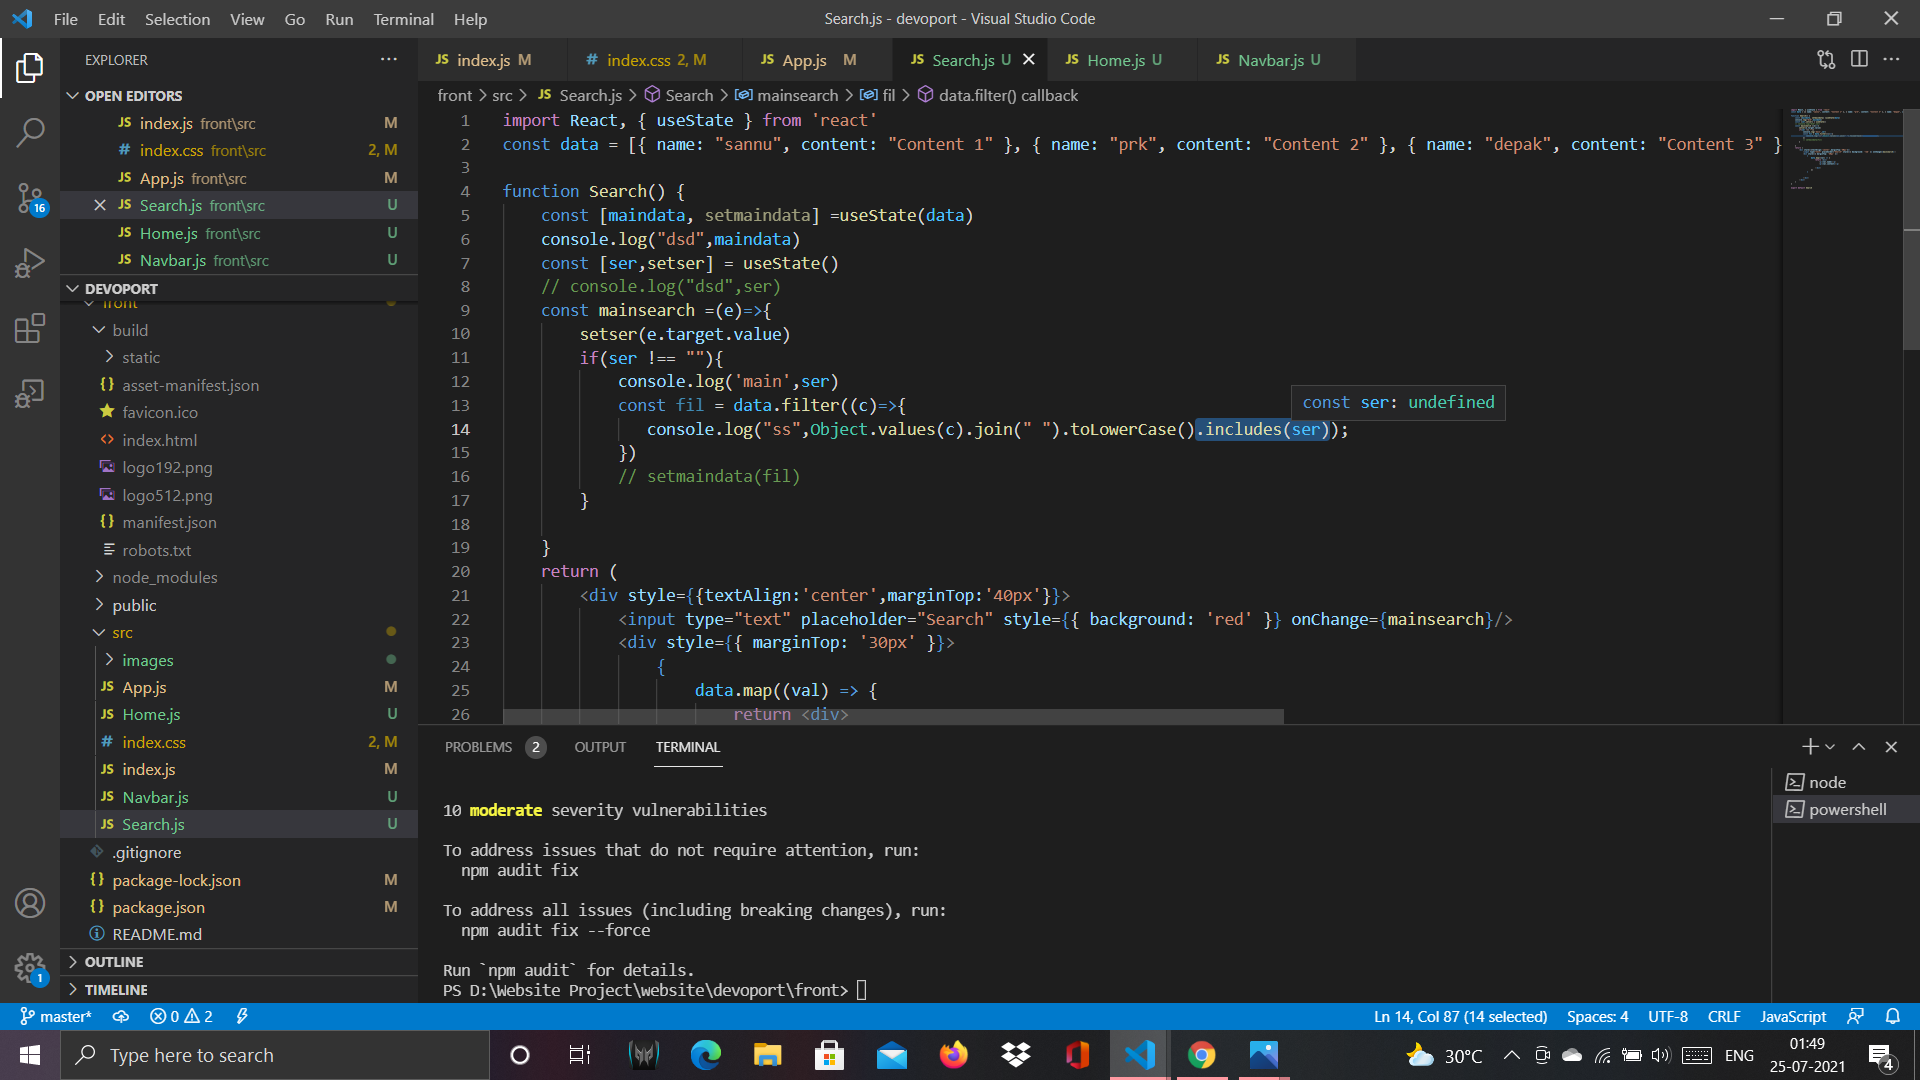 File Edit Selection View Go Run Terminal Help
Search.js - devoport - Visual Studio Code
EXPLORER
OPEN EDITORS
JS index.js front\src M
# index.css front\src 2, M
JS App.js front\src M
JS Search.js front\src U
JS Home.js front\src U
JS Navbar.js front\src U
DEVOPORT
front
build
static
{} asset-manifest.json
favicon.ico
<> index.html
logo192.png
logo512.png
{} manifest.json
robots.txt
node_modules
public
src
images
JS App.js M
JS Home.js U
# index.css 2, M
JS index.js M
JS Navbar.js U
JS Search.js U
.gitignore
{} package-lock.json M
{} package.json M
README.md
OUTLINE
TIMELINE
16
1
JS index.js M
# index.css 2, M
JS App.js M
JS Search.js U
JS Home.js U
JS Navbar.js U
front > src > JS Search.js > Search > mainsearch > fil > data.filter() callback
1 import React, { useState } from 'react'
2 const data = [{ name: "sannu", content: "Content 1" }, { name: "prk", content: "Content 2" }, { name: "depak", content: "Content 3" }
3
4 function Search() {
5 const [maindata, setmaindata] =useState(data)
6 console.log("dsd",maindata)
7 const [ser,setser] = useState()
8 // console.log("dsd",ser)
9 const mainsearch =(e)=>{
10 setser(e.target.value)
11 if(ser !== ""){
12 console.log('main',ser)
13 const fil = data.filter((c)=>{
const ser: undefined
14 console.log("ss",Object.values(c).join(" ").toLowerCase().includes(ser));
15 })
16 // setmaindata(fil)
17 }
18
19 }
20 return (
21 <div style={{textAlign:'center',marginTop:'40px'}}>
22 <input type="text" placeholder="Search" style={{ background: 'red' }} onChange={mainsearch}/>
23 <div style={{ marginTop: '30px' }}>
24 {
25 data.map((val) => {
26 return <div>
PROBLEMS 2 OUTPUT TERMINAL
node
powershell
10 moderate severity vulnerabilities
To address issues that do not require attention, run:
npm audit fix
To address all issues (including breaking changes), run:
npm audit fix --force
Run `npm audit` for details.
PS D:\Website Project\website\devoport\front>
master* 0 2
Ln 14, Col 87 (14 selected) Spaces: 4 UTF-8 CRLF JavaScript
Type here to search
30°C ENG
01:49
25-07-2021
4